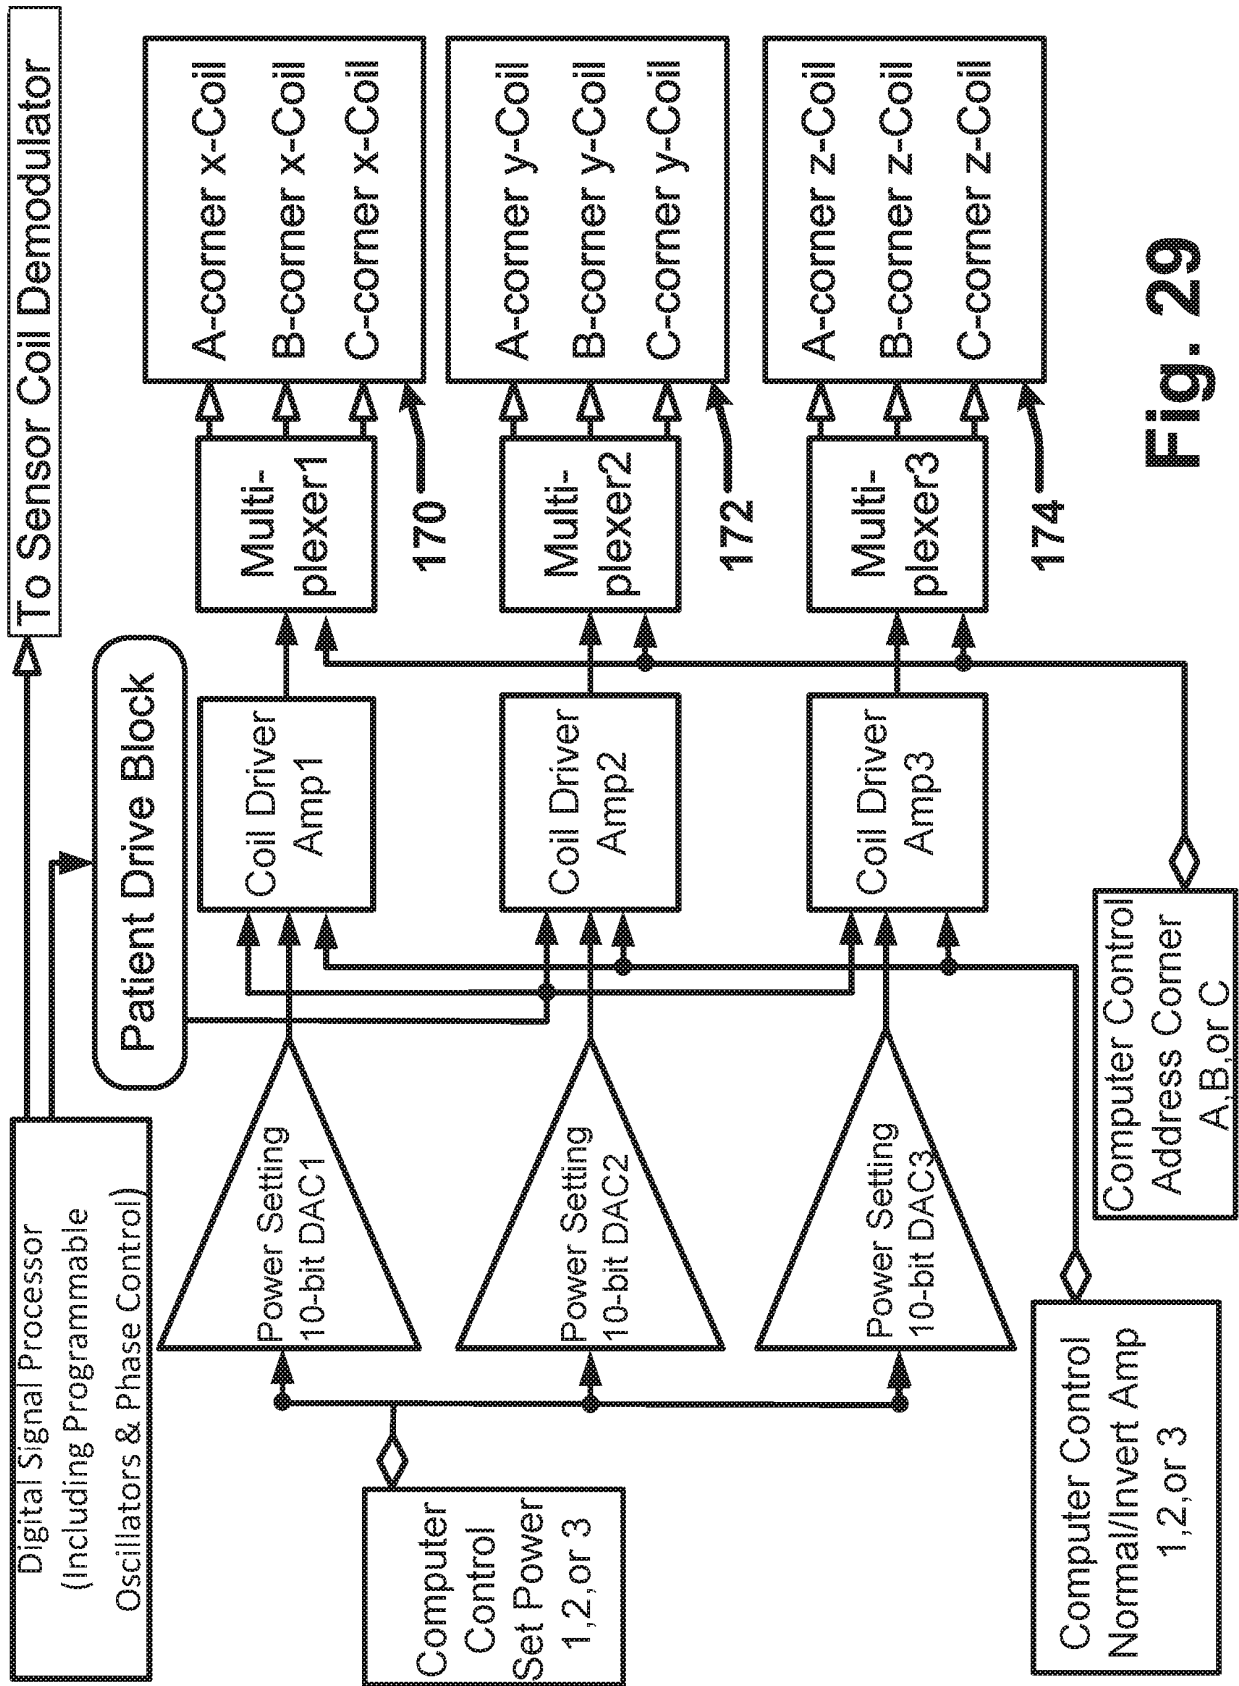 Digital Signal Processor
(Including Programmable
Oscillators & Phase Control)
To Sensor Coil Demodulator
Patient Drive Block
Computer
Control
Set Power
1,2,or 3
Power Setting
10-bit DAC1
Coil Driver
Amp1
Multi-
plexer1
A-corner x-Coil
B-corner x-Coil
C-corner x-Coil
170
Power Setting
10-bit DAC2
Coil Driver
Amp2
Multi-
plexer2
A-corner y-Coil
B-corner y-Coil
C-corner y-Coil
172
Power Setting
10-bit DAC3
Coil Driver
Amp3
Multi-
plexer3
A-corner z-Coil
B-corner z-Coil
C-corner z-Coil
174
Computer Control
Normal/Invert Amp
1,2,or 3
Computer Control
Address Corner
A,B,or C
Fig. 29